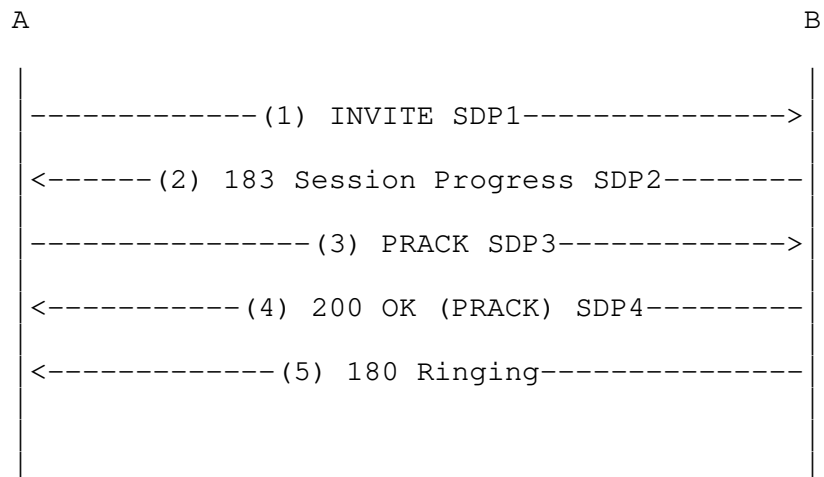 A B
-------------(1) INVITE SDP1--------------->
<------(2) 183 Session Progress SDP2--------
----------------(3) PRACK SDP3------------->
<-----------(4) 200 OK (PRACK) SDP4---------
<-------------(5) 180 Ringing---------------